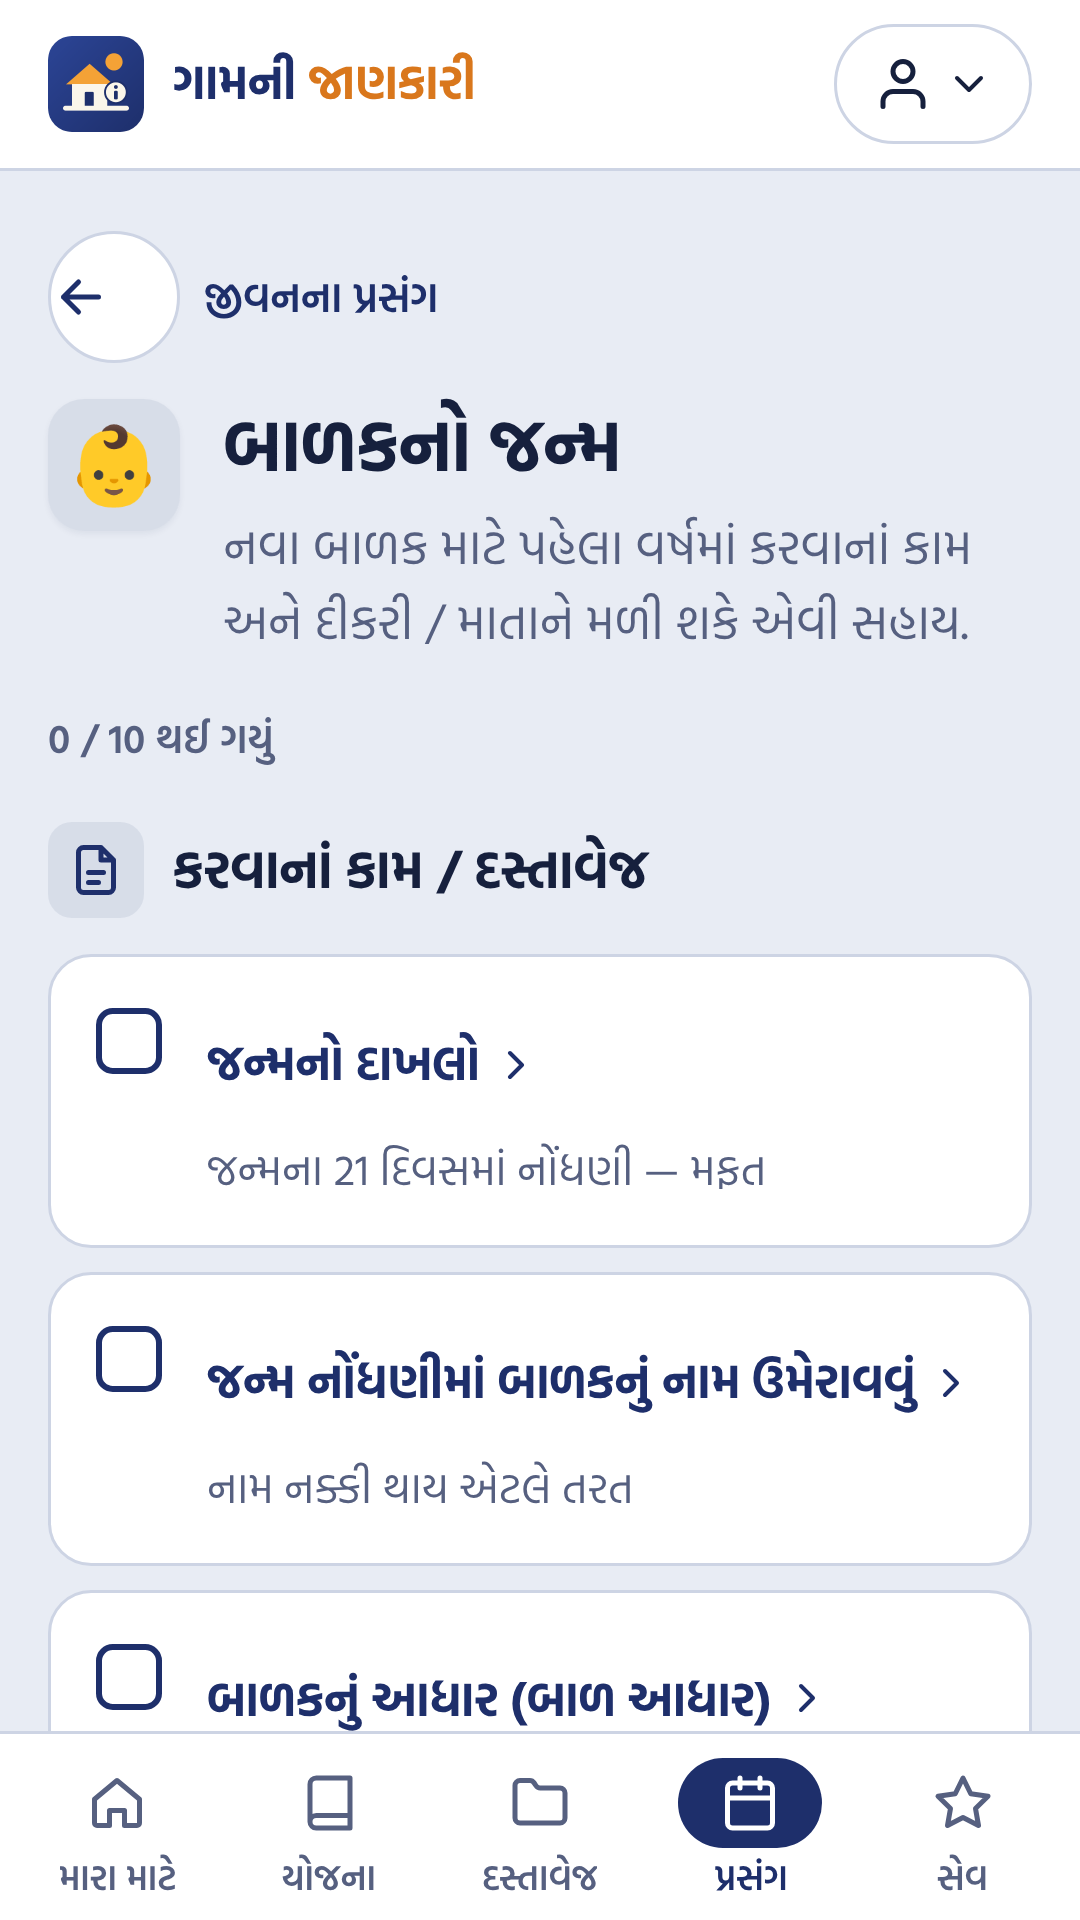 ગામની જાણકારી
જીવનના પ્રસંગ
બાળકનો જન્મ
નવા બાળક માટે પહેલા વર્ષમાં કરવાનાં કામ
અને દીકરી / માતાને મળી શકે એવી સહાય.
0 / 10 થઈ ગયું
કરવાનાં કામ / દસ્તાવેજ
જન્મનો દાખલો
જન્મના 21 દિવસમાં નોંધણી — મફત
જન્મ નોંધણીમાં બાળકનું નામ ઉમેરાવવું
નામ નક્કી થાય એટલે તરત
બાળકનું આધાર (બાળ આધાર)
મારા માટે
યોજના
દસ્તાવેજ
પ્રસંગ
સેવ